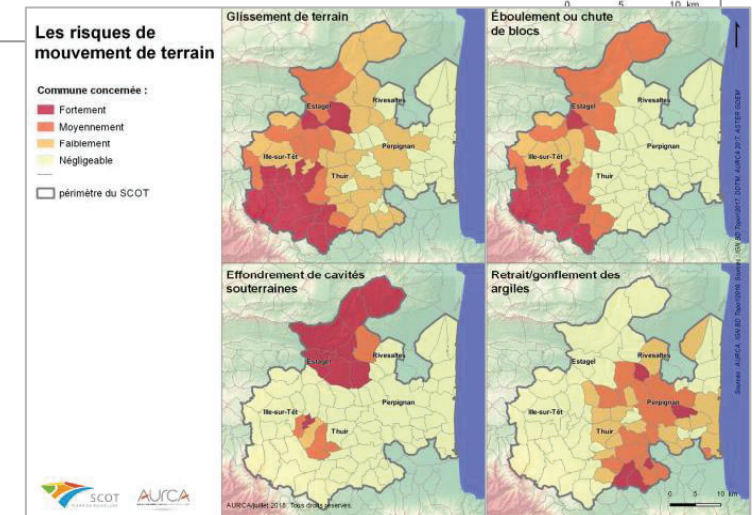 0 5 10 km
Les risques de
mouvement de terrain
Commune concernée :
Fortement
Moyennement
Faiblement
Négligeable
périmètre du SCOT
Glissement de terrain
Estagel
Rivesaltes
Perpignan
Ille-sur-Têt
Thuir
Éboulement ou chute
de blocs
Estagel
Rivesaltes
Perpignan
Ille-sur-Têt
Thuir
Effondrement de cavités
souterraines
Estagel
Rivesaltes
Perpignan
Ille-sur-Têt
Thuir
Retrait/gonflement des
argiles
Estagel
Rivesaltes
Perpignan
Ille-sur-Têt
Thuir
0 5 10 km
SCOT
AURCA
AURCA/juillet 2018. Tous droits réservés.